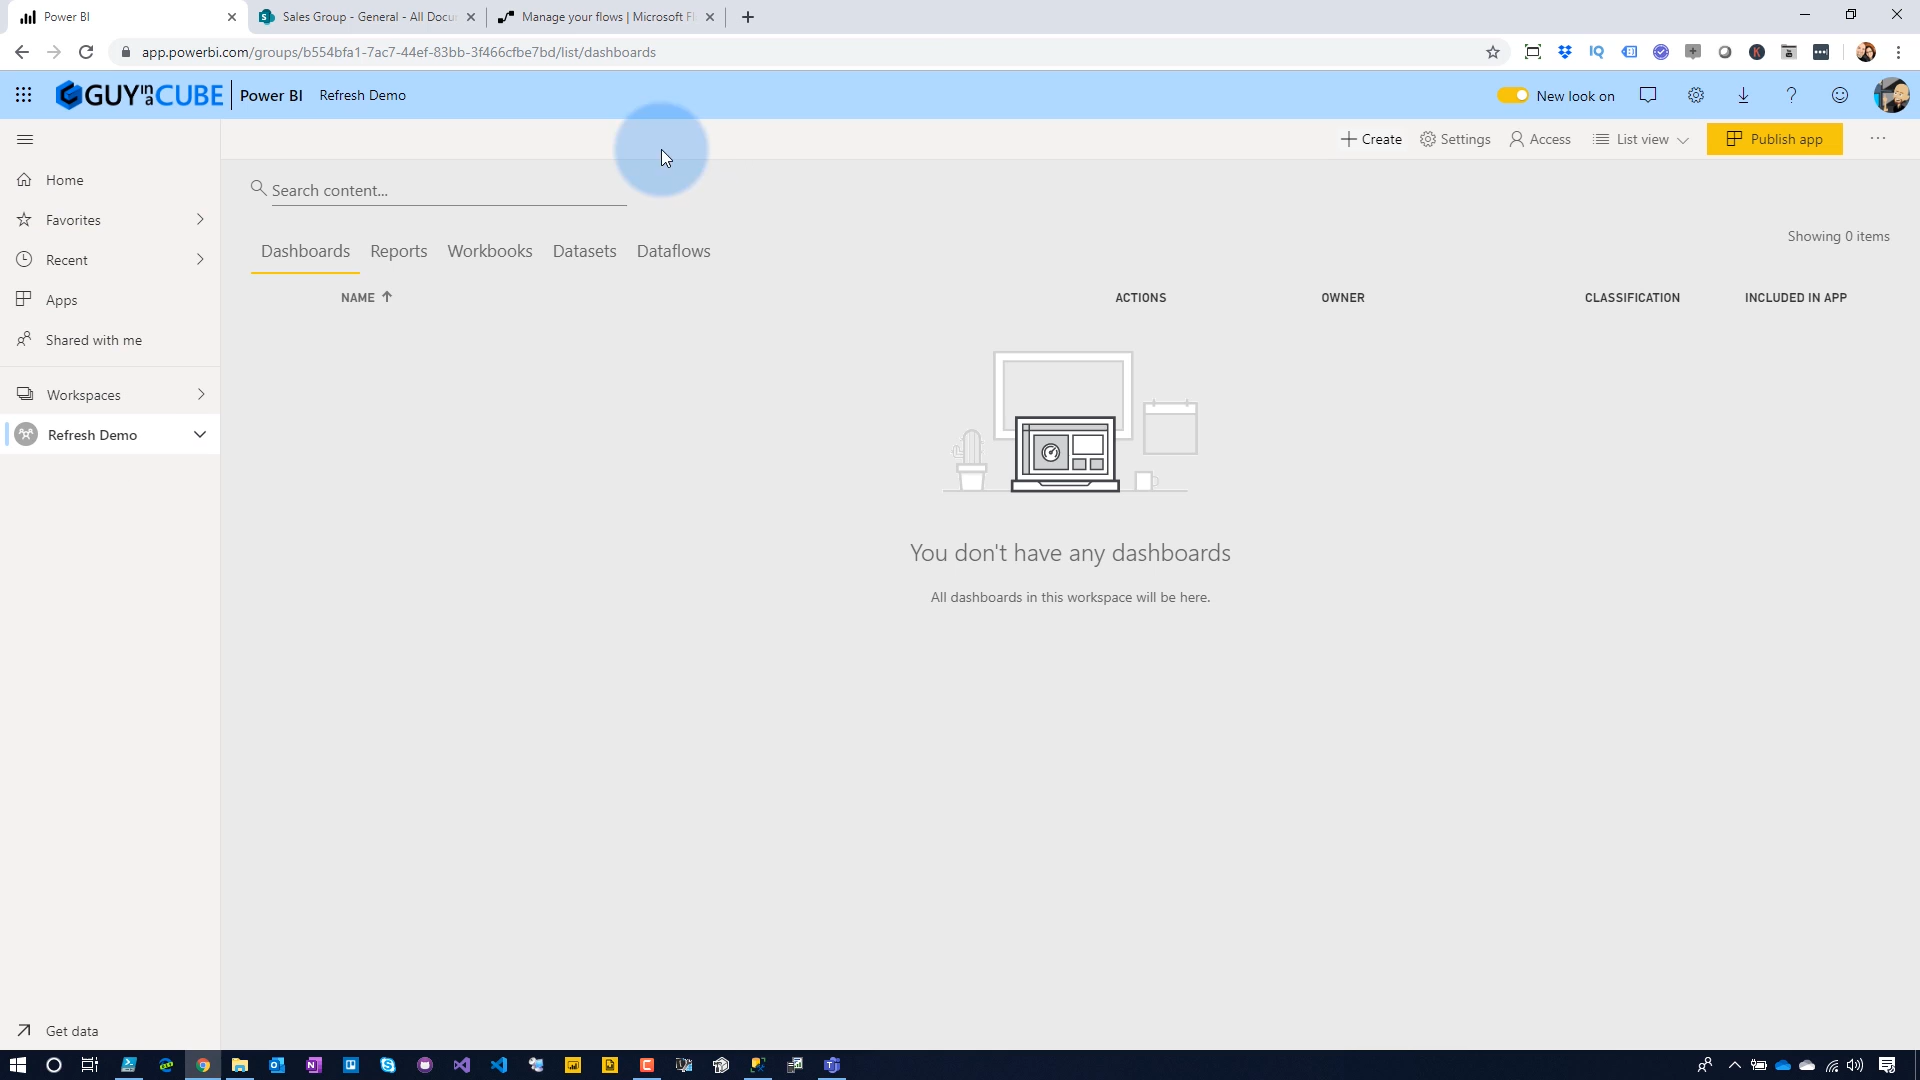 Power BI
Sales Group - General - All Docu
Manage your flows | Microsoft Fl
app.powerbi.com/groups/b554bfa1-7ac7-44ef-83bb-3f466cfbe7bd/list/dashboards
GUY IN A CUBE
Power BI
Refresh Demo
New look on
Create
Settings
Access
List view
Publish app
Home
Favorites
Recent
Apps
Shared with me
Workspaces
Refresh Demo
Get data
Search content...
Showing 0 items
Dashboards
Reports
Workbooks
Datasets
Dataflows
NAME
ACTIONS
OWNER
CLASSIFICATION
INCLUDED IN APP
You don't have any dashboards
All dashboards in this workspace will be here.